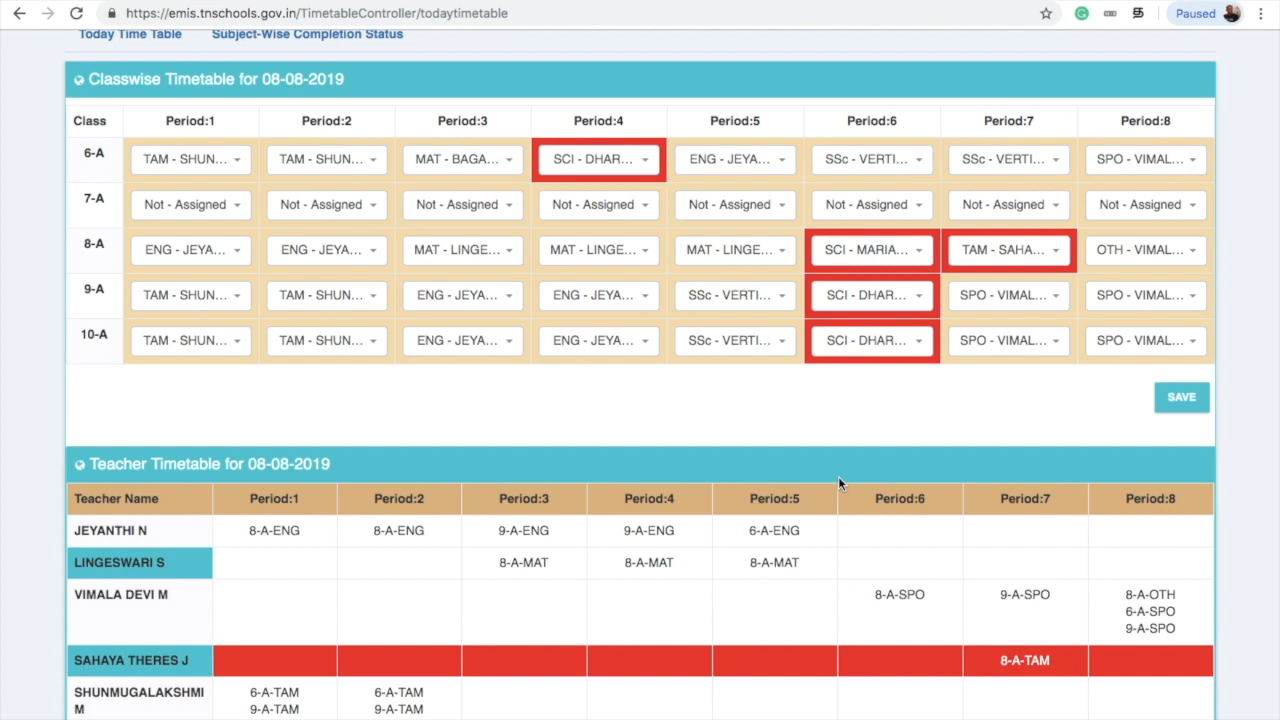 https://emis.tnschools.gov.in/TimetableController/todaytimetable Paused
Today Time Table Subject-Wise Completion Status
Classwise Timetable for 08-08-2019
Class Period:1 Period:2 Period:3 Period:4 Period:5 Period:6 Period:7 Period:8
6-A TAM - SHUN... TAM - SHUN... MAT - BAGA... SCI - DHAR... ENG - JEYA... SSc - VERTI... SSc - VERTI... SPO - VIMAL...
7-A Not - Assigned Not - Assigned Not - Assigned Not - Assigned Not - Assigned Not - Assigned Not - Assigned Not - Assigned
8-A ENG - JEYA... ENG - JEYA... MAT - LINGE... MAT - LINGE... MAT - LINGE... SCI - MARIA... TAM - SAHA... OTH - VIMAL...
9-A TAM - SHUN... TAM - SHUN... ENG - JEYA... ENG - JEYA... SSc - VERTI... SCI - DHAR... SPO - VIMAL... SPO - VIMAL...
10-A TAM - SHUN... TAM - SHUN... ENG - JEYA... ENG - JEYA... SSc - VERTI... SCI - DHAR... SPO - VIMAL... SPO - VIMAL...
SAVE
Teacher Timetable for 08-08-2019
Teacher Name Period:1 Period:2 Period:3 Period:4 Period:5 Period:6 Period:7 Period:8
JEYANTHI N 8-A-ENG 8-A-ENG 9-A-ENG 9-A-ENG 6-A-ENG
LINGESWARI S 8-A-MAT 8-A-MAT 8-A-MAT
VIMALA DEVI M 8-A-SPO 9-A-SPO 8-A-OTH
6-A-SPO
9-A-SPO
SAHAYA THERES J 8-A-TAM
SHUNMUGALAKSHMI 6-A-TAM 6-A-TAM
M 9-A-TAM 9-A-TAM